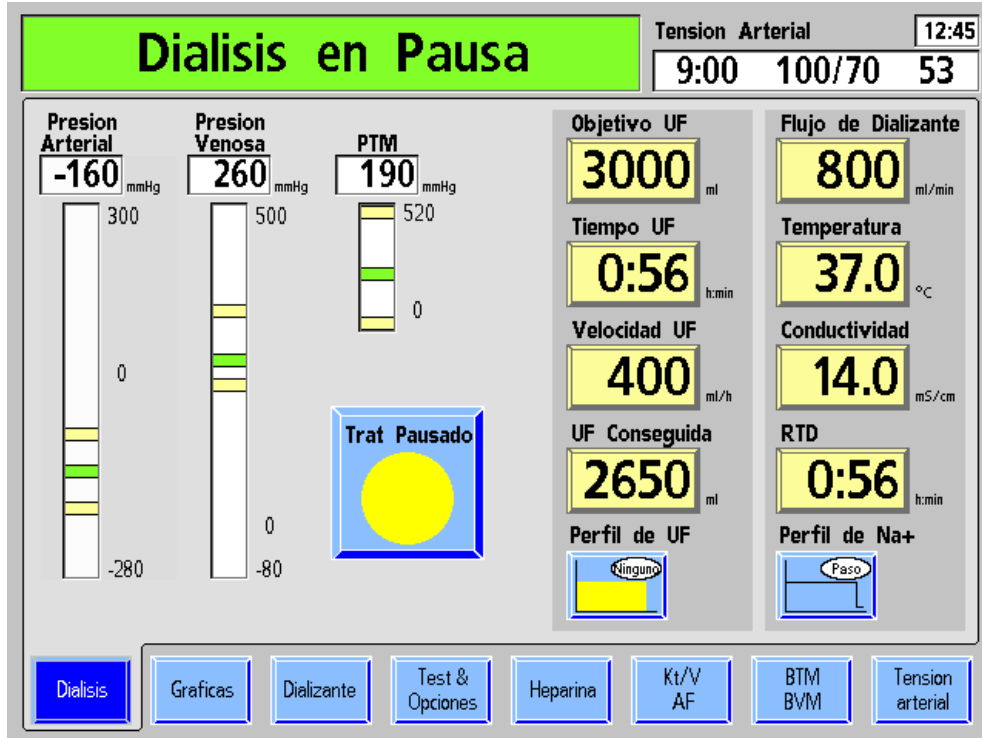 Dialisis en Pausa
Tension Arterial 12:45
9:00 100/70 53
Presion Arterial
-160 mmHg
300
0
-280
Presion Venosa
260 mmHg
500
0
-80
PTM
190 mmHg
520
0
Trat Pausado
Objetivo UF
3000 ml
Tiempo UF
0:56 h:min
Velocidad UF
400 ml/h
UF Conseguida
2650 ml
Perfil de UF
Ninguno
Flujo de Dializante
800 ml/min
Temperatura
37.0 °C
Conductividad
14.0 mS/cm
RTD
0:56 h:min
Perfil de Na+
Paso
Dialisis
Graficas
Dializante
Test &
Opciones
Heparina
Kt/V
AF
BTM
BVM
Tension
arterial